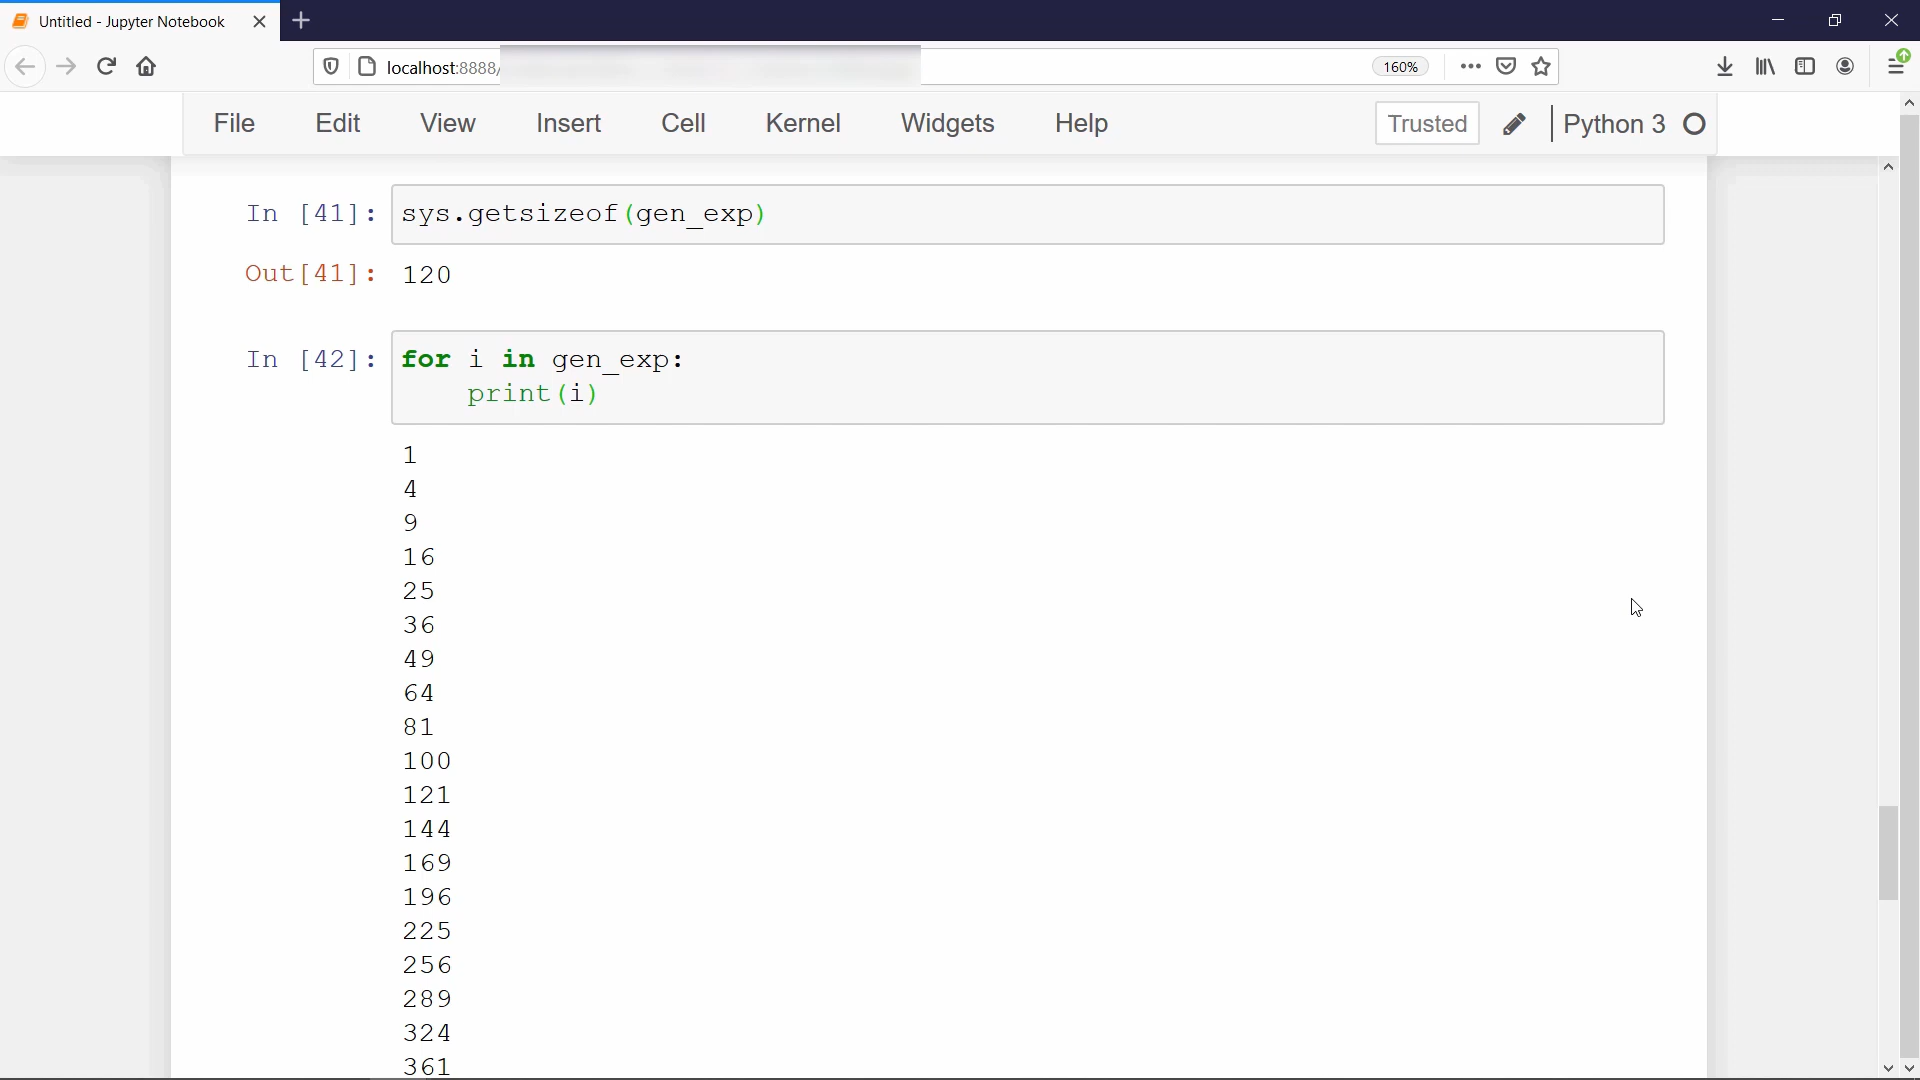 Untitled - Jupyter Notebook
localhost:8888/
160%
File Edit View Insert Cell Kernel Widgets Help Trusted Python 3
In [41]: sys.getsizeof(gen_exp)
Out[41]: 120
In [42]: for i in gen_exp:
print(i)
1
4
9
16
25
36
49
64
81
100
121
144
169
196
225
256
289
324
361